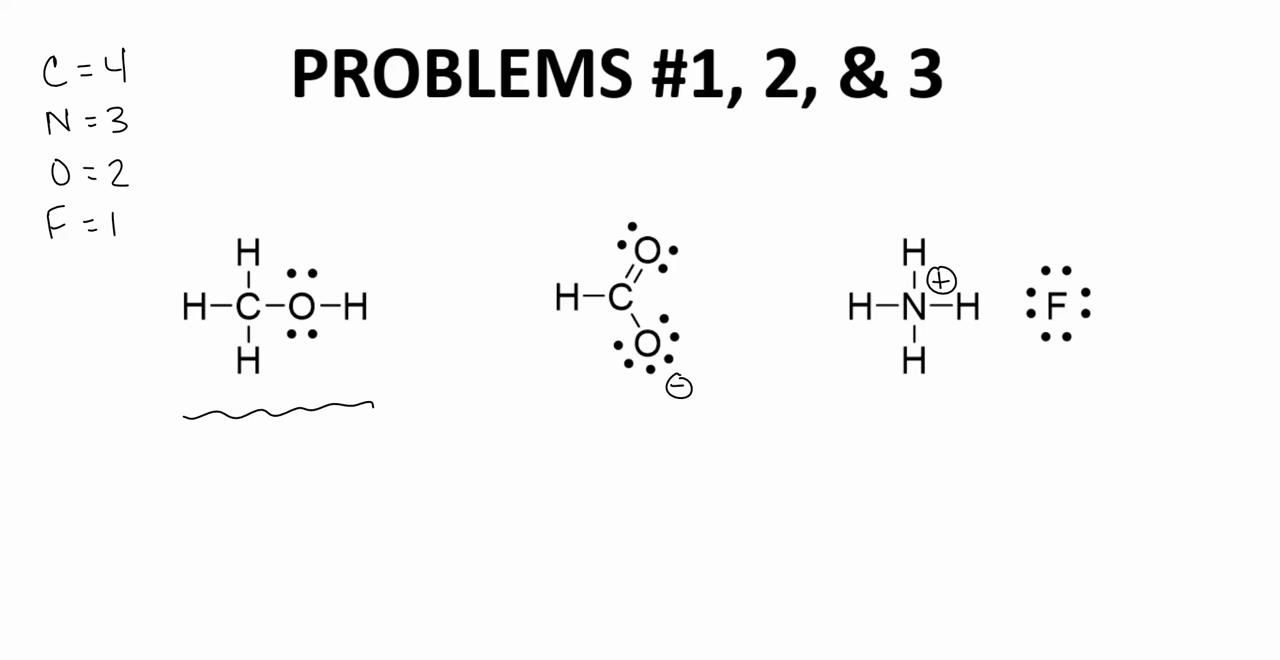 PROBLEMS #1, 2, & 3
C = 4
N = 3
O = 2
F = 1
H
H-C-O-H
H
O
H-C
O
⊖
H
⊕
H-N-H
H
F